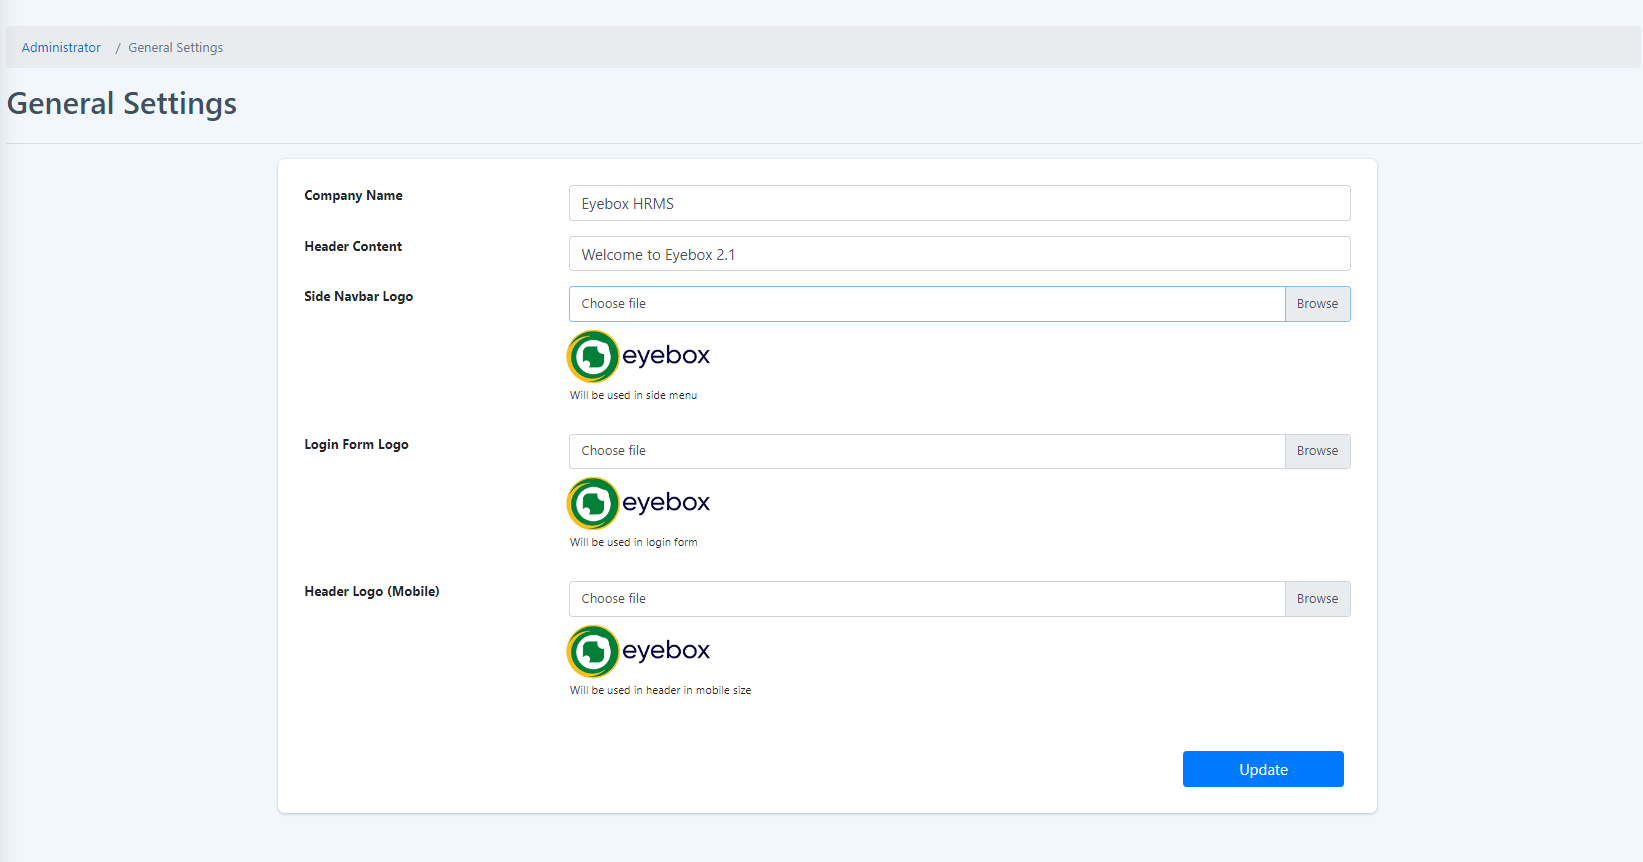 Administrator / General Settings
General Settings
Company Name
Eyebox HRMS
Header Content
Welcome to Eyebox 2.1
Side Navbar Logo
Choose file Browse
eyebox
Will be used in side menu
Login Form Logo
Choose file Browse
eyebox
Will be used in login form
Header Logo (Mobile)
Choose file Browse
eyebox
Will be used in header in mobile size
Update